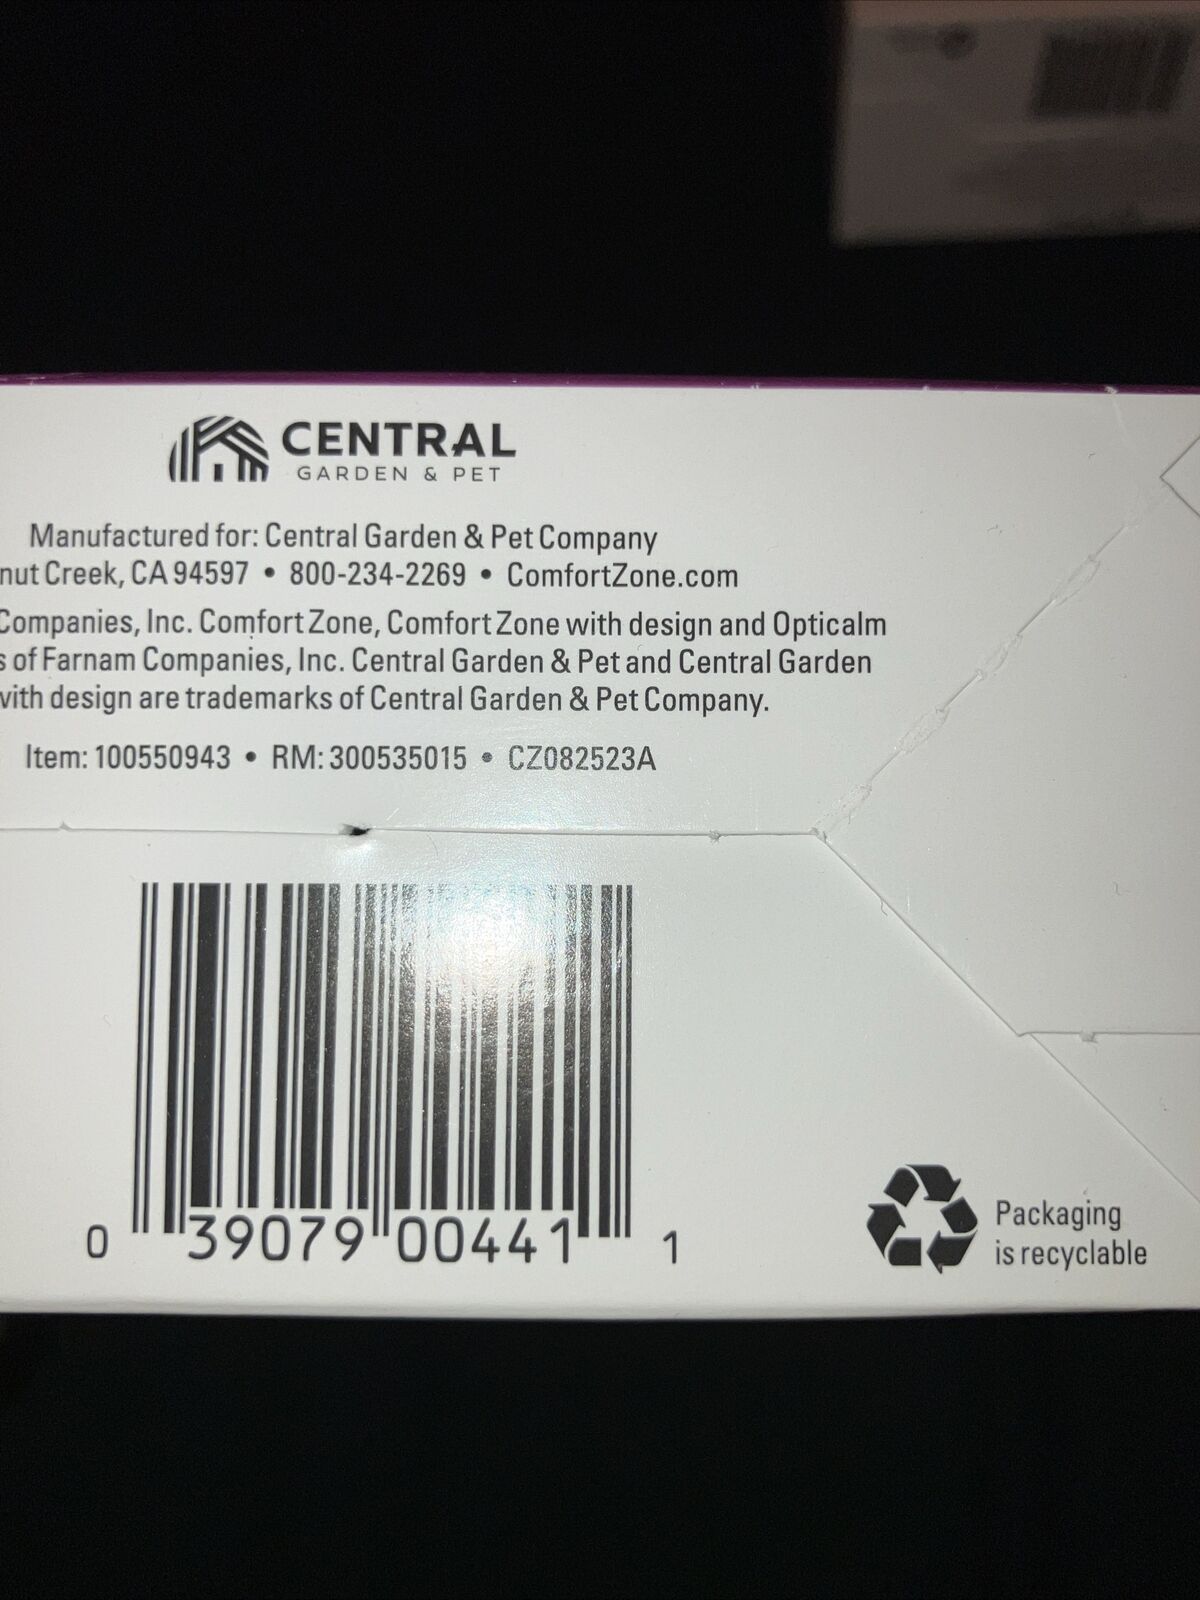 CENTRAL
GARDEN & PET
Manufactured for: Central Garden & Pet Company
nut Creek, CA 94597 • 800-234-2269 • ComfortZone.com
Companies, Inc. Comfort Zone, Comfort Zone with design and Opticalm
s of Farnam Companies, Inc. Central Garden & Pet and Central Garden
with design are trademarks of Central Garden & Pet Company.
Item: 100550943 • RM: 300535015 • CZ082523A
0 39079 00441 1
Packaging
is recyclable